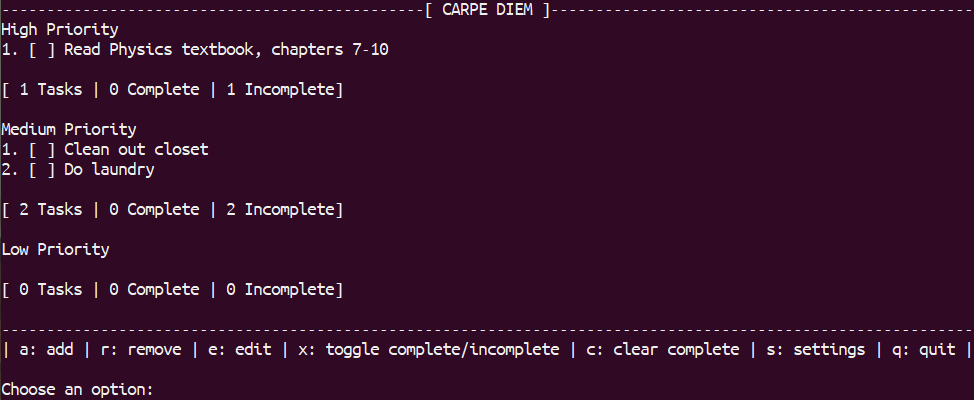 -----------------------------------------------[ CARPE DIEM ]-----------------------------------------------
High Priority
1. [ ] Read Physics textbook, chapters 7-10
[ 1 Tasks | 0 Complete | 1 Incomplete]
Medium Priority
1. [ ] Clean out closet
2. [ ] Do laundry
[ 2 Tasks | 0 Complete | 2 Incomplete]
Low Priority
[ 0 Tasks | 0 Complete | 0 Incomplete]
------------------------------------------------------------------------------------------------------------
| a: add | r: remove | e: edit | x: toggle complete/incomplete | c: clear complete | s: settings | q: quit |
Choose an option: